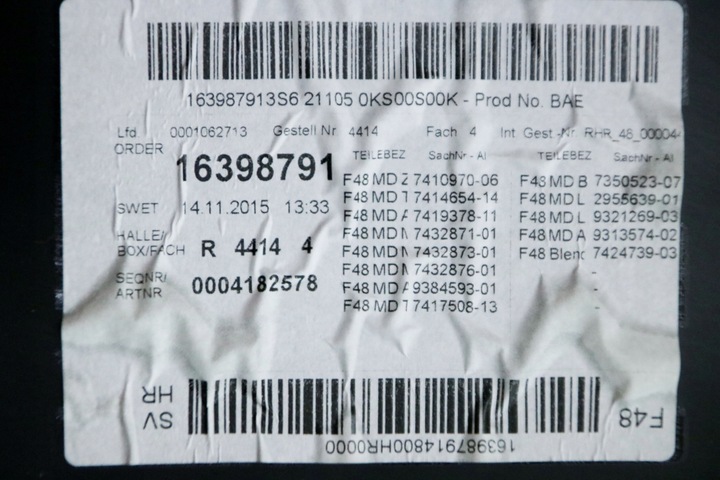 163987913S6 21105 0KS00S00K - Prod No. BAE
Lfd 0001062713 Gestell Nr 4414 Fach 4 Int Gest-Nr RHR_48_00004
ORDER 16398791
TEILEBEZ SachNr - AI TEILEBEZ SachNr - AI
F48 MD Z 7410970-06 F48 MD B 7350523-07
F48 MD T 7414654-14 F48 MD L 2955639-01
SWET 14.11.2015 13:33 F48 MD A 7419378-11 F48 MD L 9321269-03
HALLE/ F48 MD M 7432871-01 F48 MD A 9313574-02
BOX/FACH R 4414 4 F48 MD M 7432873-01 F48 Blend 7424739-03
F48 MD M 7432876-01 -
SEQNR/ F48 MD A 9384593-01 -
ARTNR 0004182578 F48 MD T 7417508-13 -
SV
HR
F48
163987914800HR0000